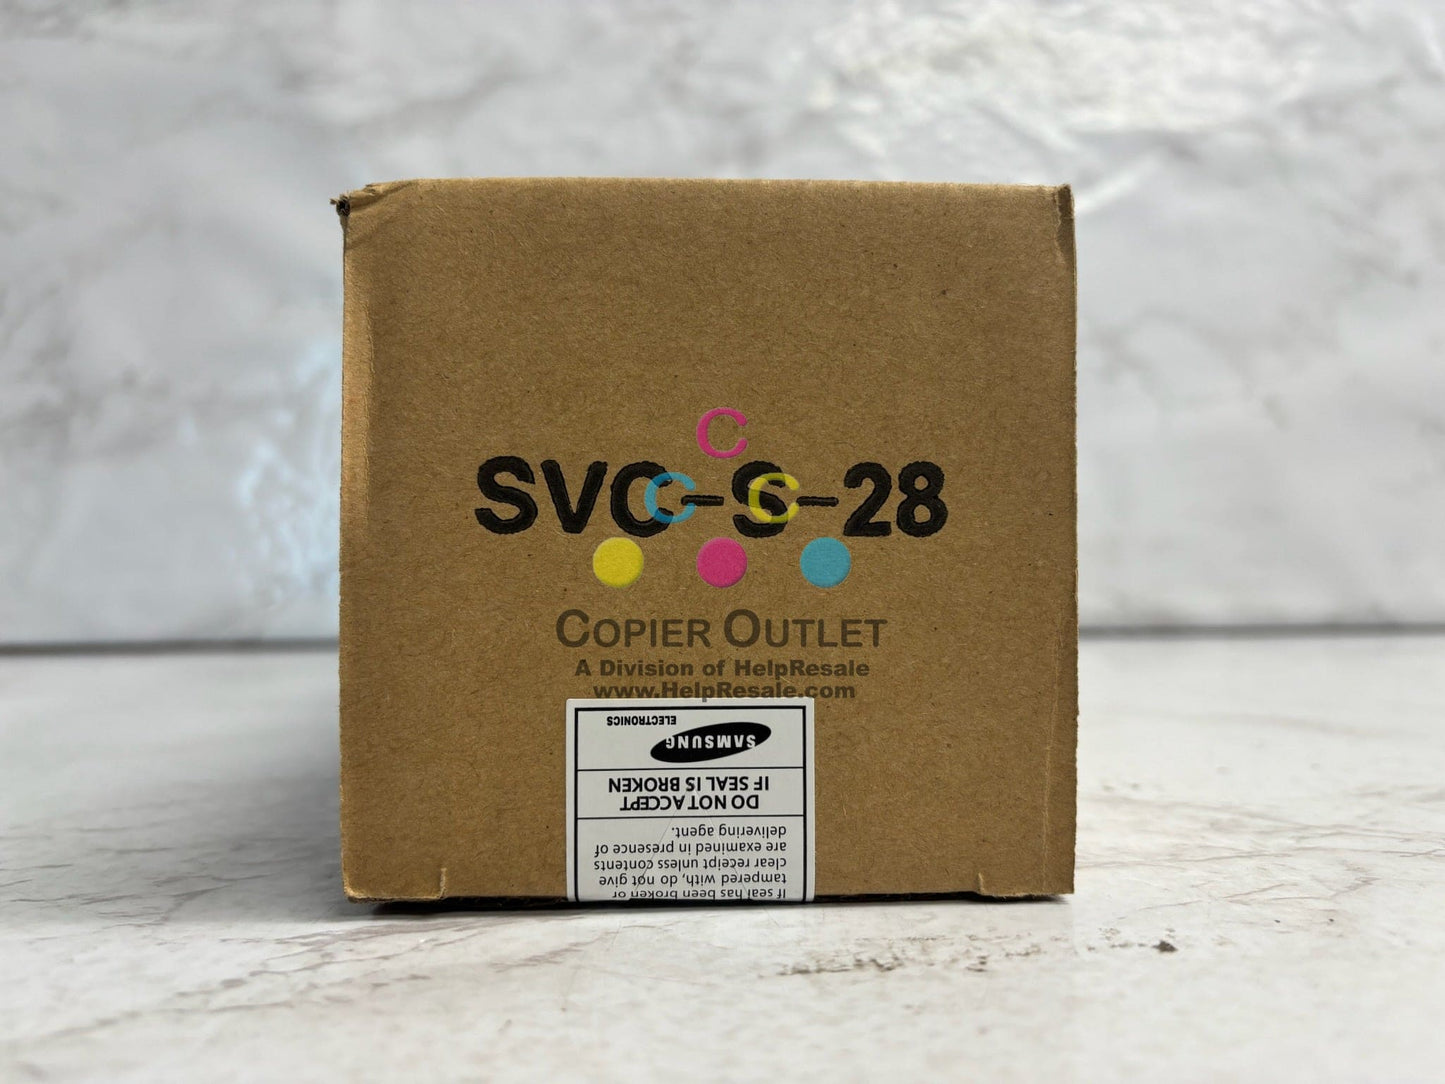 SVC-S-28
C
C C
COPIER OUTLET
A Division of HelpResale
www.HelpResale.com
SAMSUNG
ELECTRONICS
DO NOT ACCEPT
IF SEAL IS BROKEN
If seal has been broken or
tampered with, do not give
clear receipt unless contents
are examined in presence of
delivering agent.